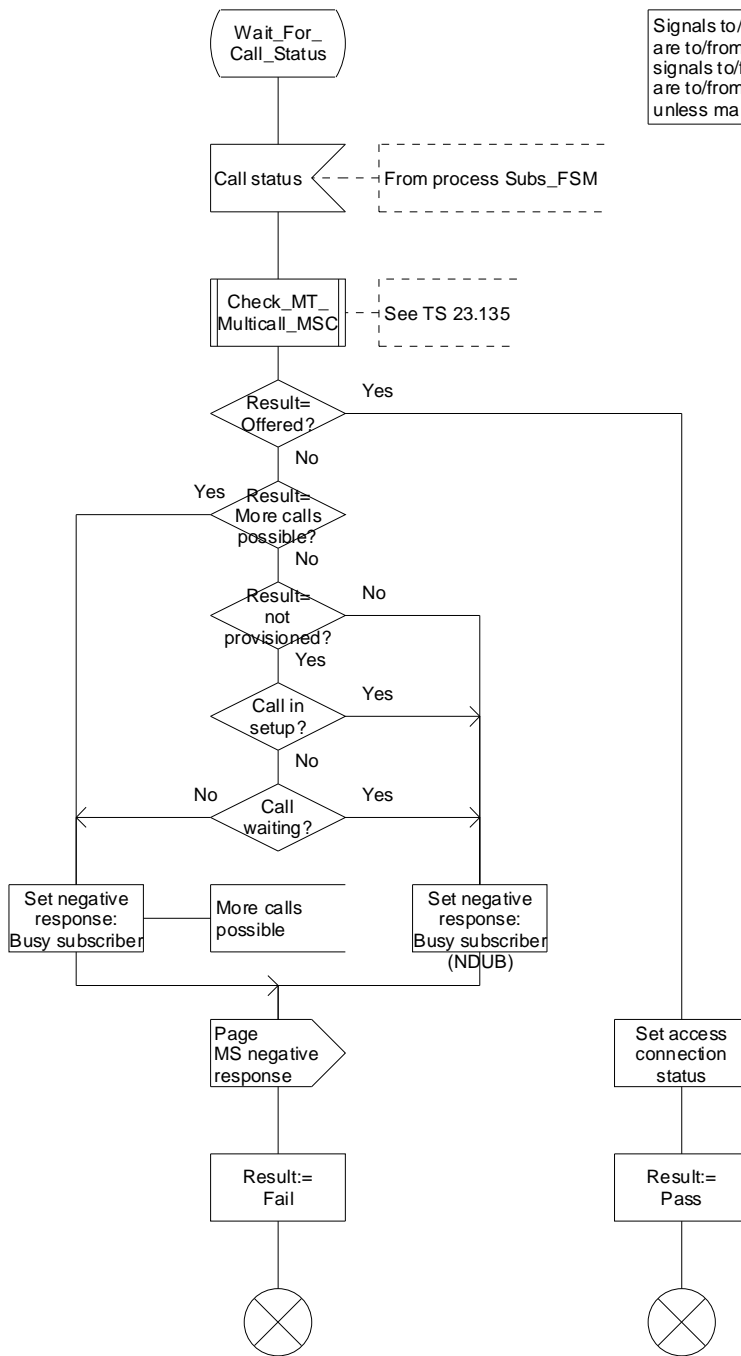 Wait_For_
Call_Status
Signals to/
are to/from
signals to/f
are to/from
unless ma
Call status
From process Subs_FSM
Check_MT_
Multicall_MSC
See TS 23.135
Result=
Offered?
Yes
No
Yes
Result=
More calls
possible?
No
Result=
not
provisioned?
No
Yes
Call in
setup?
Yes
No
No
Call
waiting?
Yes
Set negative
response:
Busy subscriber
More calls
possible
Set negative
response:
Busy subscriber
(NDUB)
Page
MS negative
response
Set access
connection
status
Result:=
Fail
Result:=
Pass